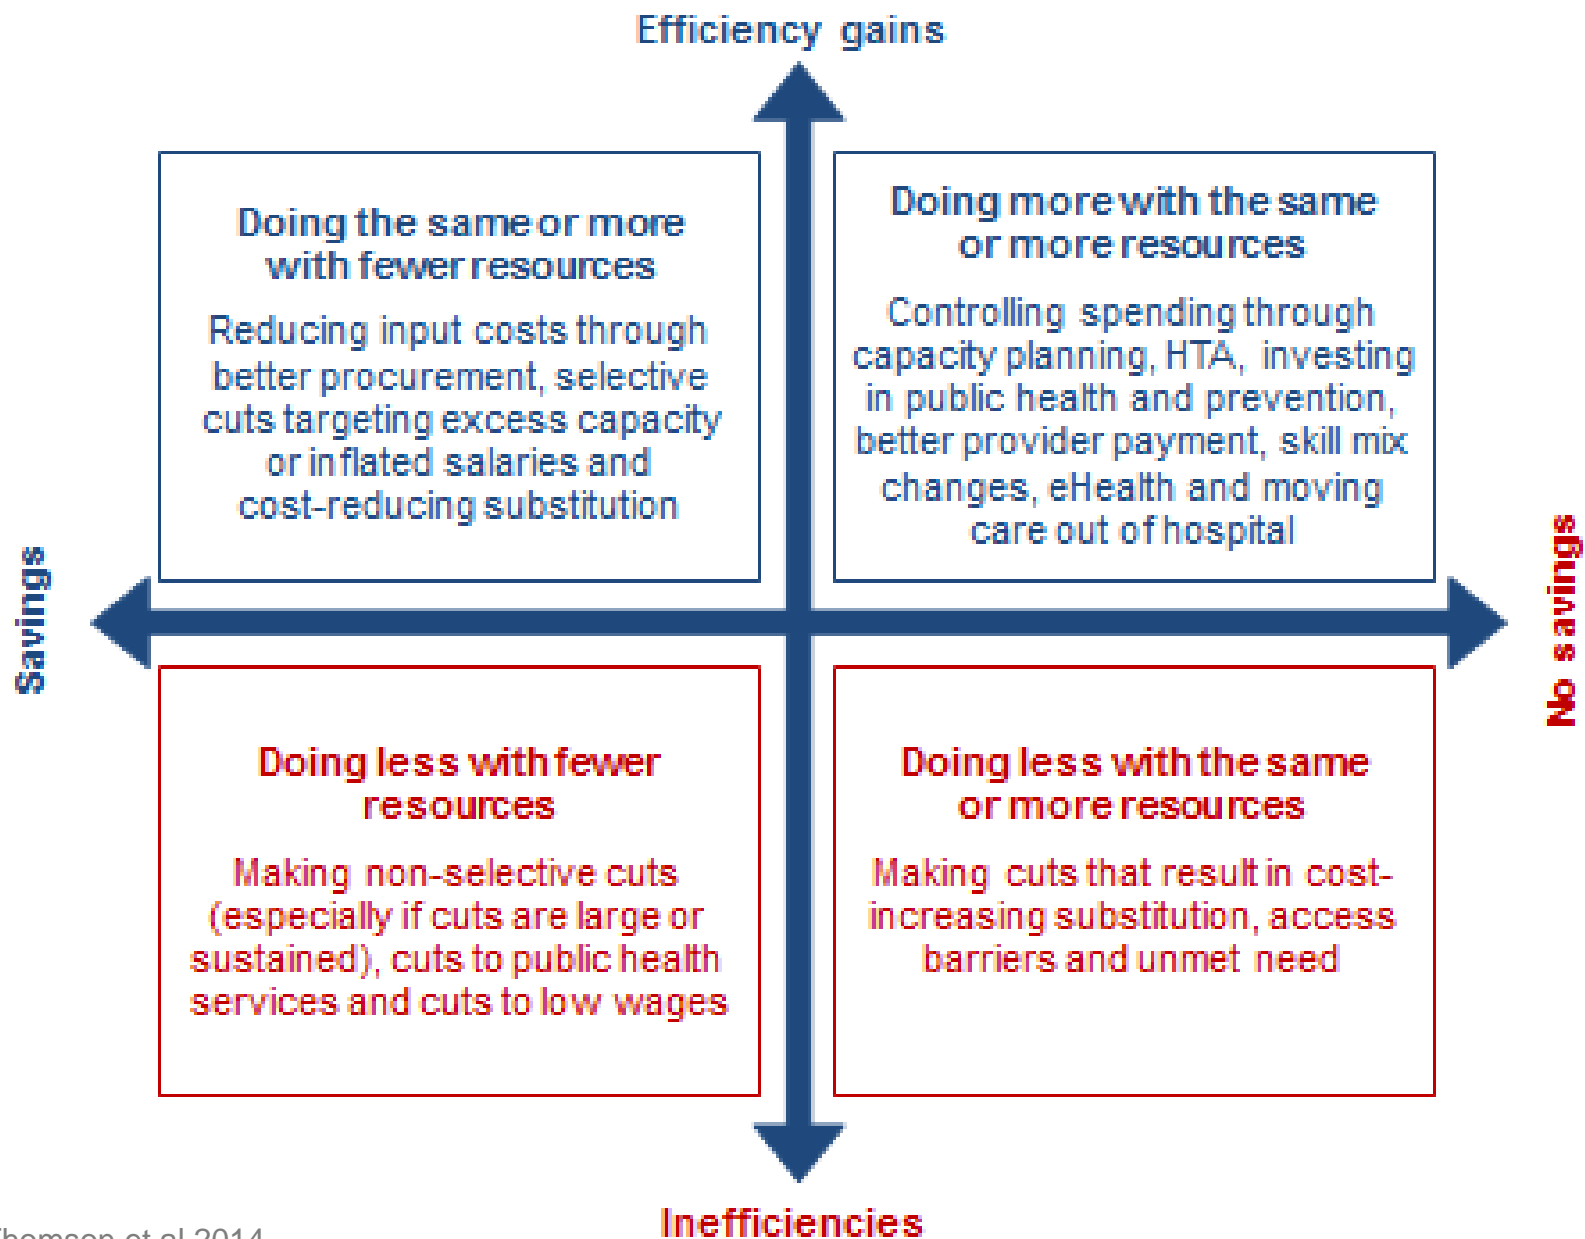 Efficiency gains
Doing the same or more
with fewer resources
Reducing input costs through
better procurement, selective
cuts targeting excess capacity
or inflated salaries and
cost-reducing substitution
Doing more with the same
or more resources
Controlling spending through
capacity planning, HTA, investing
in public health and prevention,
better provider payment, skill mix
changes, eHealth and moving
care out of hospital
Savings
No savings
Doing less with fewer
resources
Making non-selective cuts
(especially if cuts are large or
sustained), cuts to public health
services and cuts to low wages
Doing less with the same
or more resources
Making cuts that result in cost-
increasing substitution, access
barriers and unmet need
Inefficiencies
et al 2014